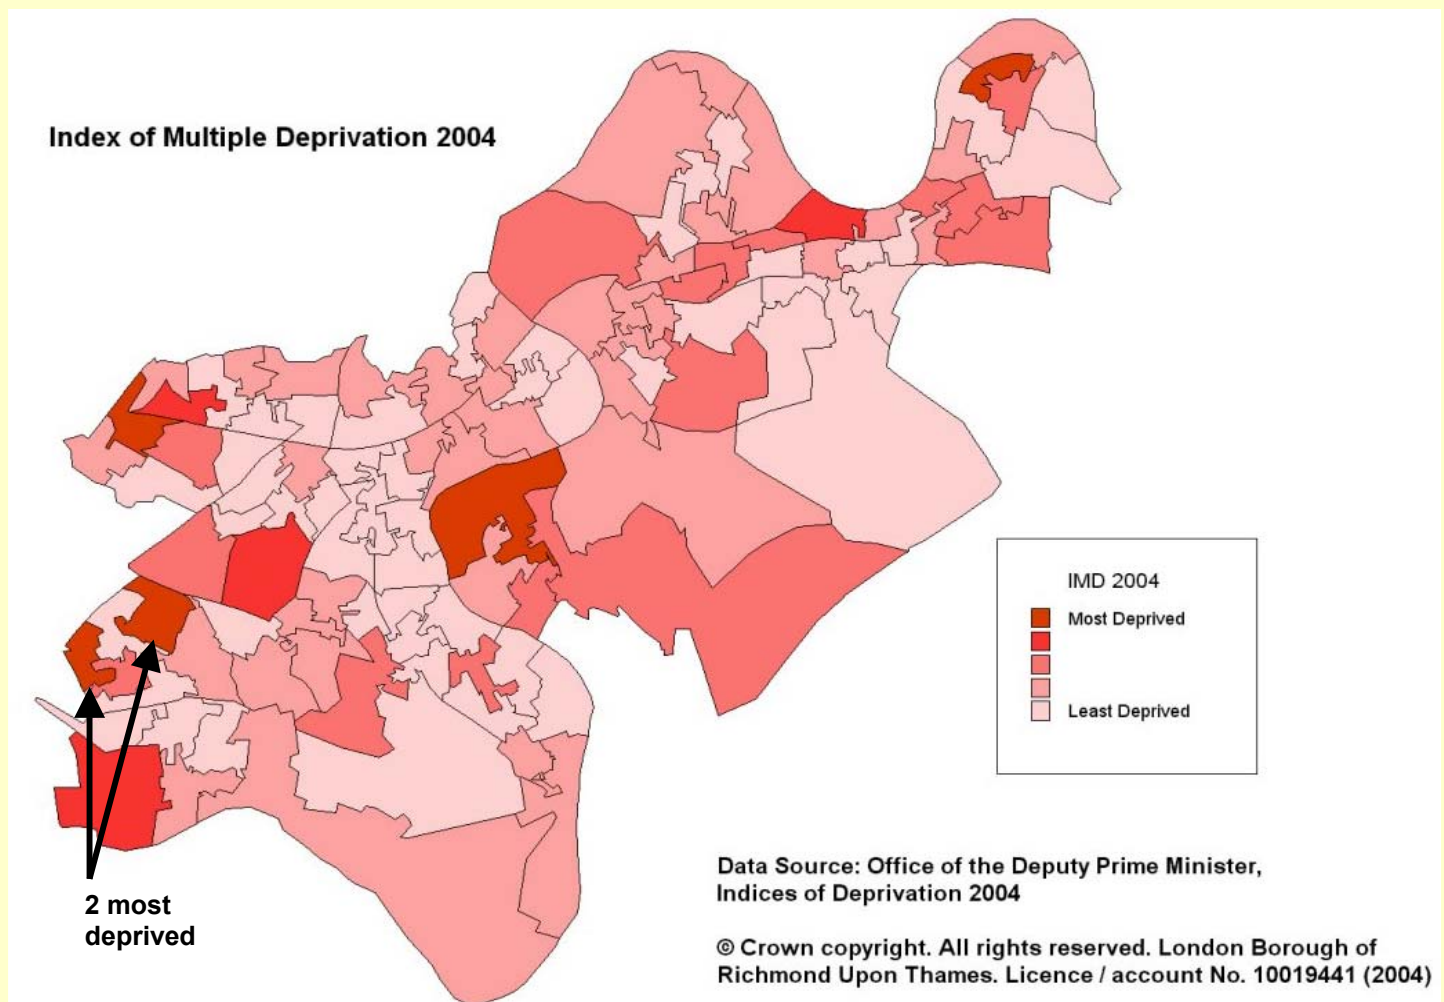 Index of Multiple Deprivation 2004
IMD 2004
Most Deprived
Least Deprived
2 most
deprived
Data Source: Office of the Deputy Prime Minister,
Indices of Deprivation 2004
© Crown copyright. All rights reserved. London Borough of
Richmond Upon Thames. Licence / account No. 10019441 (2004)